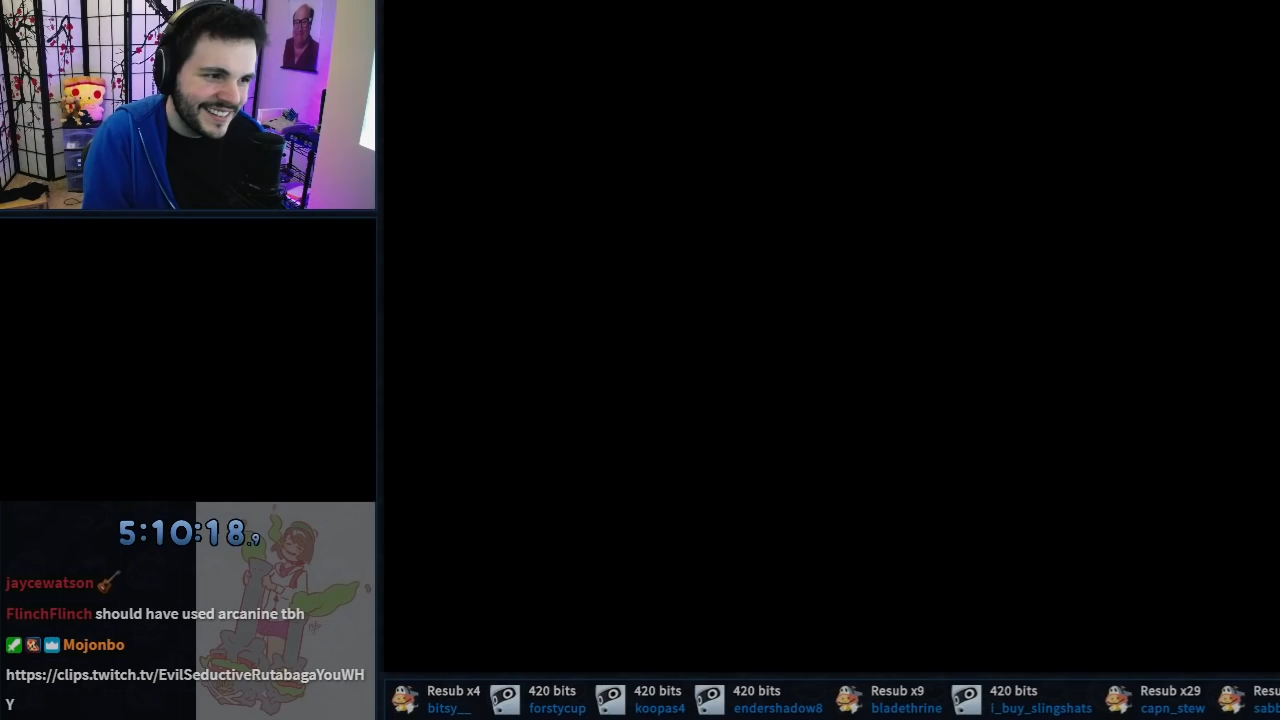 5:10:18.9
jaycewatson
FlinchFlinch should have used arcanine tbh
Mojonbo
https://clips.twitch.tv/EvilSeductiveRutabagaYouWH
Y
Resub x4 420 bits 420 bits 420 bits Resub x9 420 bits Resub x29 Resu
bitsy__ forstycup koopas4 endershadow8 bladethrine i_buy_slingshats capn_stew sabb